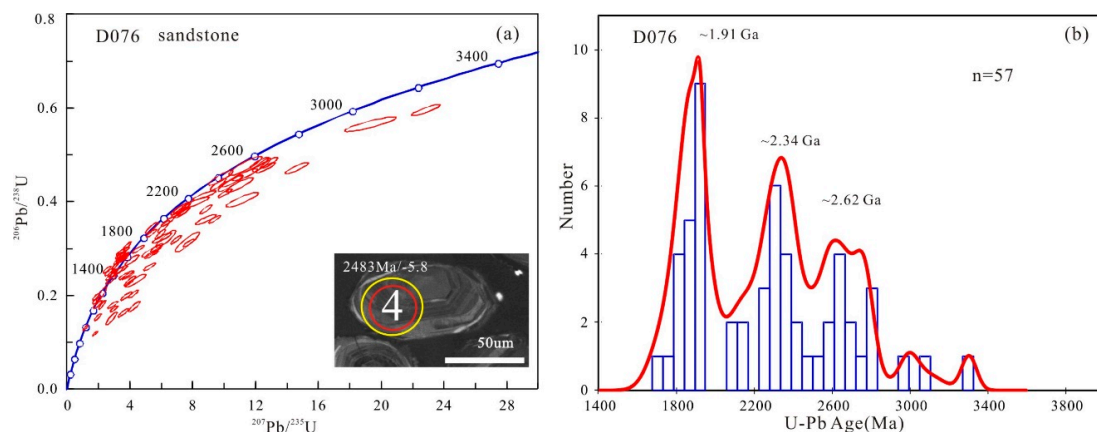 D076 sandstone
(a)
0.8
0.6
0.4
0.2
0.0
²⁰⁶Pb/²³⁸U
3400
3000
2600
2200
1800
1400
2483Ma/-5.8
4
50um
0 4 8 12 16 20 24 28
²⁰⁷Pb/²³⁵U
D076
~1.91 Ga
(b)
n=57
~2.34 Ga
~2.62 Ga
10
8
6
4
2
0
Number
1400 1800 2200 2600 3000 3400 3800
U-Pb Age(Ma)